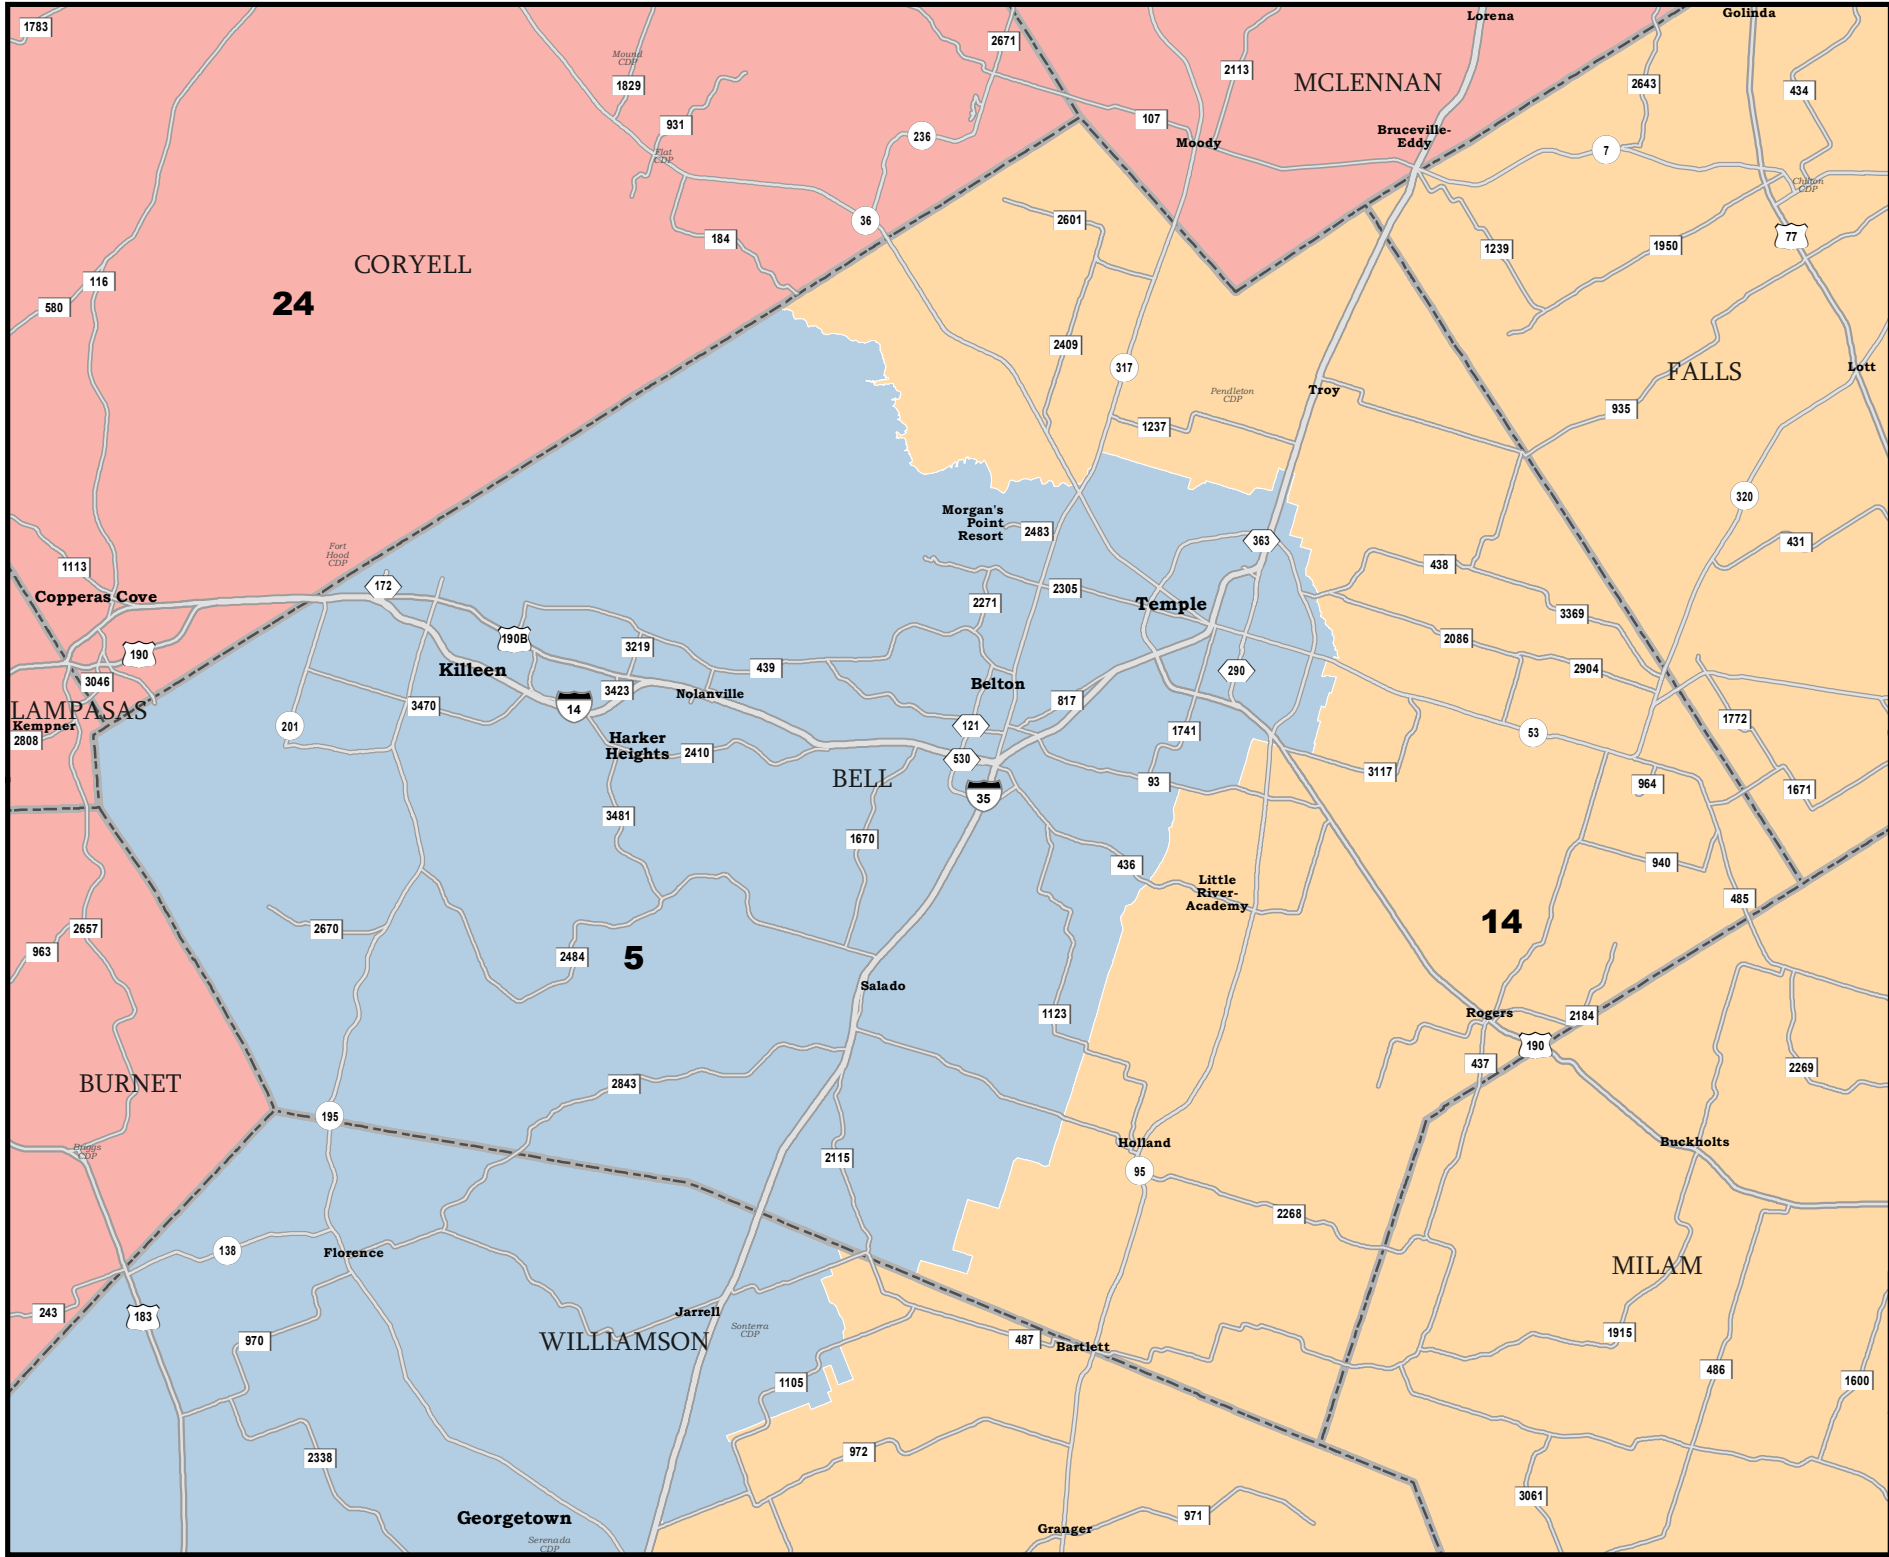 1783
Lorena
Golinda
2671
Mound
CDP
1829
2113
MCLENNAN
2643
434
931
107
236
Bruceville-
Eddy
Moody
7
Flat
CDP
Chilton
CDP
36
2601
184
77
1239
1950
CORYELL
116
24
580
2409
317
FALLS
Lott
Troy
Pendleton
CDP
935
1237
320
Morgan's
Point
Resort
2483
363
431
Fort
Hood
CDP
1113
438
172
2305
Copperas Cove
2271
Temple
3369
190B
3219
2086
190
439
2904
Killeen
290
3046
3423
Nolanville
Belton
817
14
3470
LAMPASAS
Kempner
2808
201
121
1741
1772
53
Harker
Heights
2410
530
BELL
93
3117
964
1671
35
3481
1670
436
940
Little
River-
Academy
485
2670
2657
963
2484
5
14
Salado
1123
Rogers
2184
190
437
2269
BURNET
2843
195
Holland
Buckholts
Briggs
CDP
2115
95
2268
138
Florence
MILAM
243
183
Jarrell
Sonterra
CDP
970
WILLIAMSON
487
Bartlett
1915
486
1105
1600
972
2338
3061
Georgetown
971
Granger
Serenada
CDP